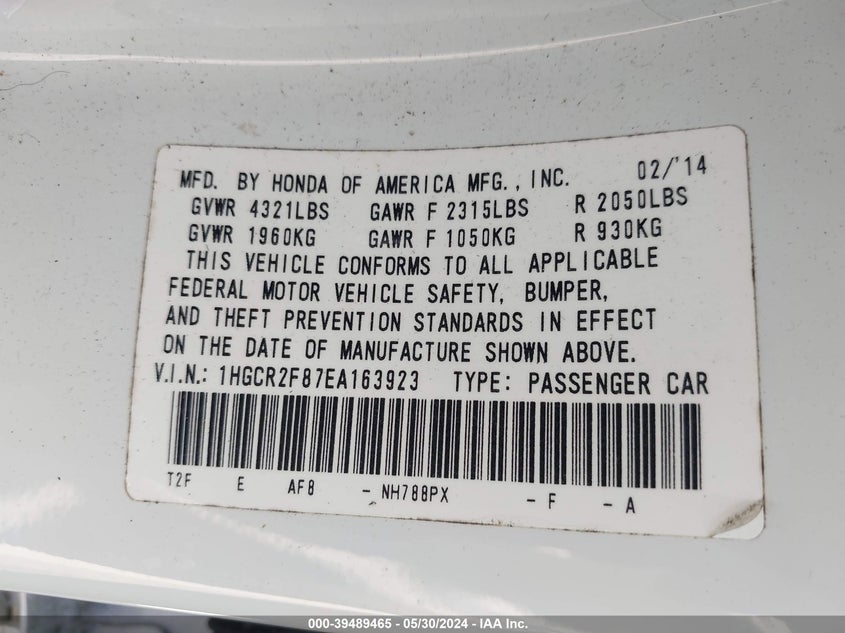 MFD. BY HONDA OF AMERICA MFG., INC. 02/'14
GVWR 4321LBS GAWR F 2315LBS R 2050LBS
GVWR 1960KG GAWR F 1050KG R 930KG
THIS VEHICLE CONFORMS TO ALL APPLICABLE
FEDERAL MOTOR VEHICLE SAFETY, BUMPER,
AND THEFT PREVENTION STANDARDS IN EFFECT
ON THE DATE OF MANUFACTURE SHOWN ABOVE.
V.I.N.: 1HGCR2F87EA163923 TYPE: PASSENGER CAR
T2F E AF8 - NH788PX - F - A
000-39489465 - 05/30/2024 - IAA Inc.